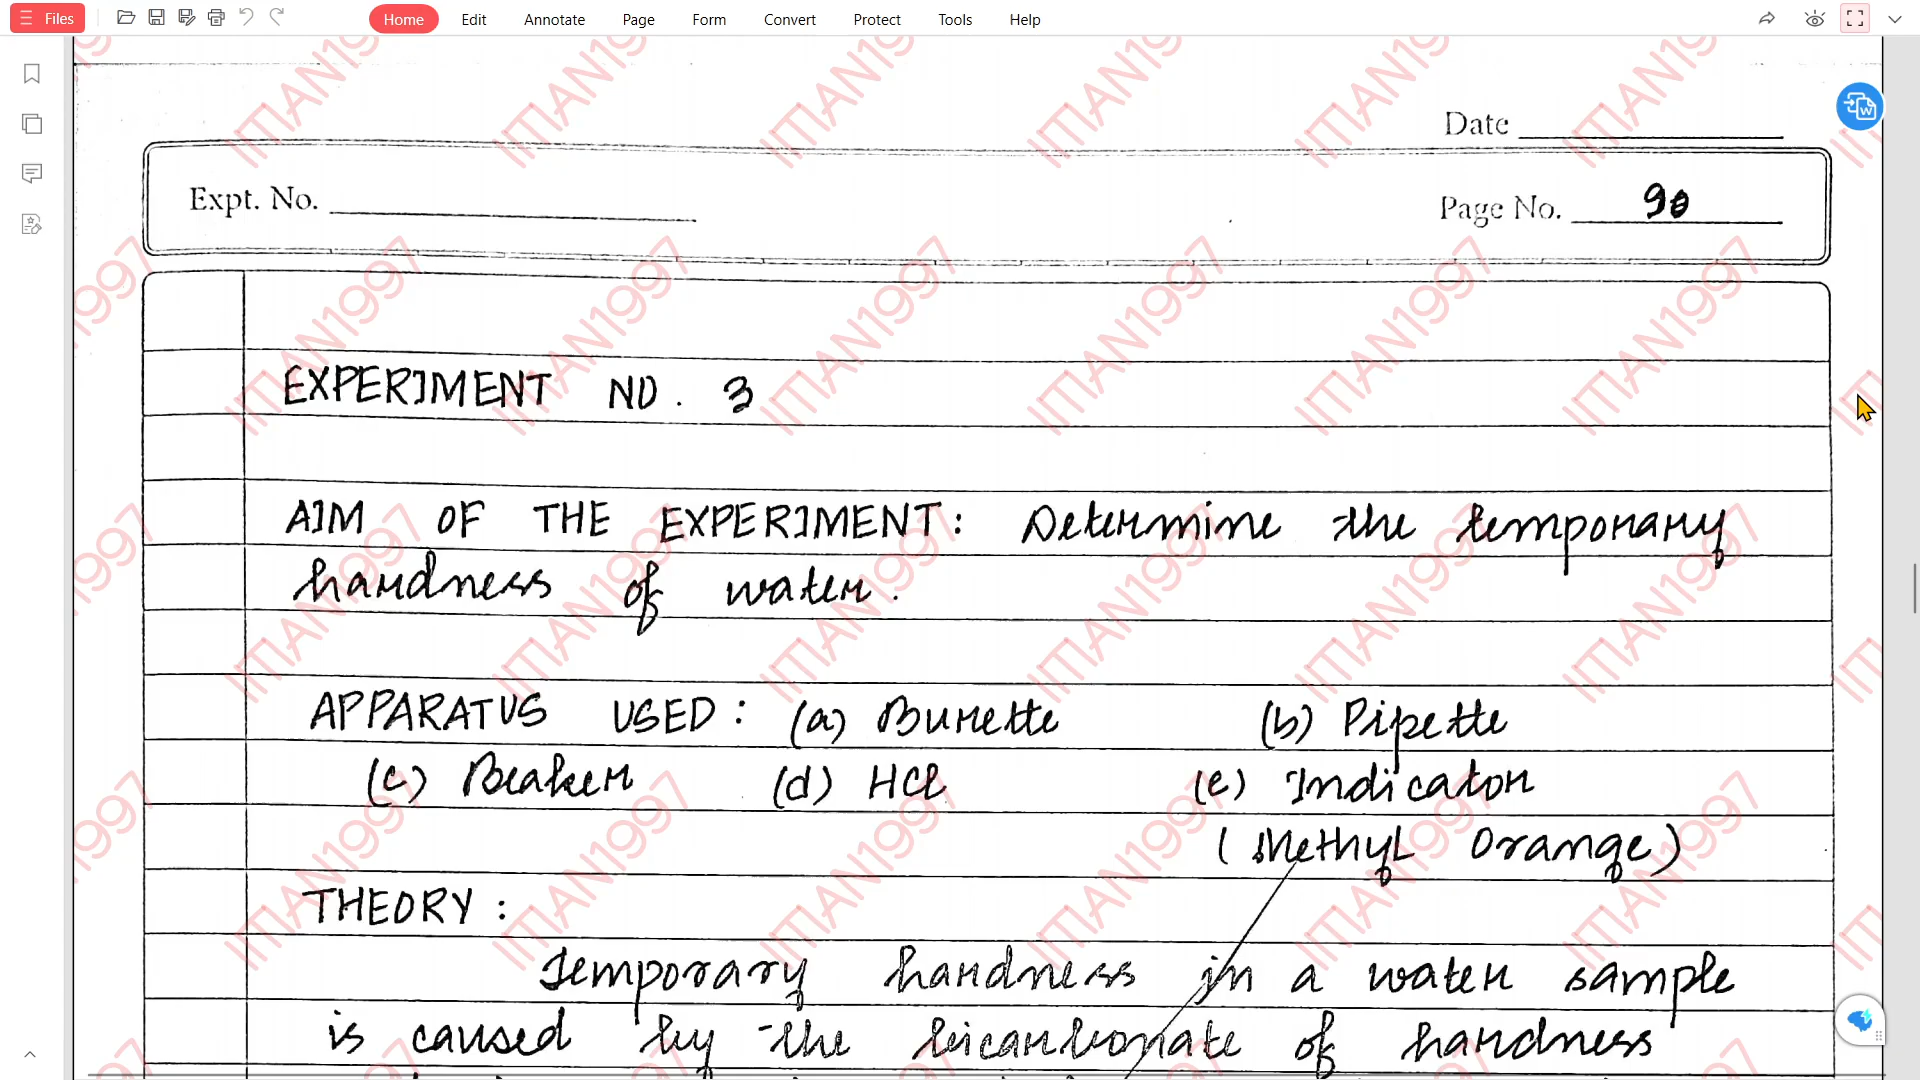 Files
Home Edit Annotate Page Form Convert Protect Tools Help
Date
Expt. No.
Page No. 90
EXPERIMENT NO. 3
AIM OF THE EXPERIMENT: Determine the temporary
hardness of water.
APPARATUS USED: (a) Burette (b) Pipette
(c) Beaker (d) HCl (e) Indicator
(Methyl Orange)
THEORY:
Temporary hardness in a water sample
is caused by the bicarbonate of hardness
IMAN1997